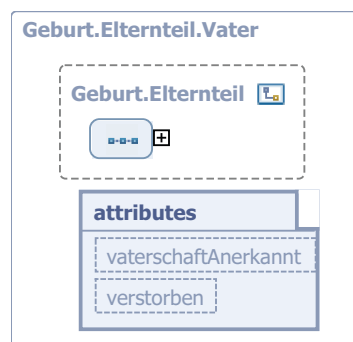 Geburt.Elternteil.Vater
Geburt.Elternteil
attributes
vaterschaftAnerkannt
verstorben